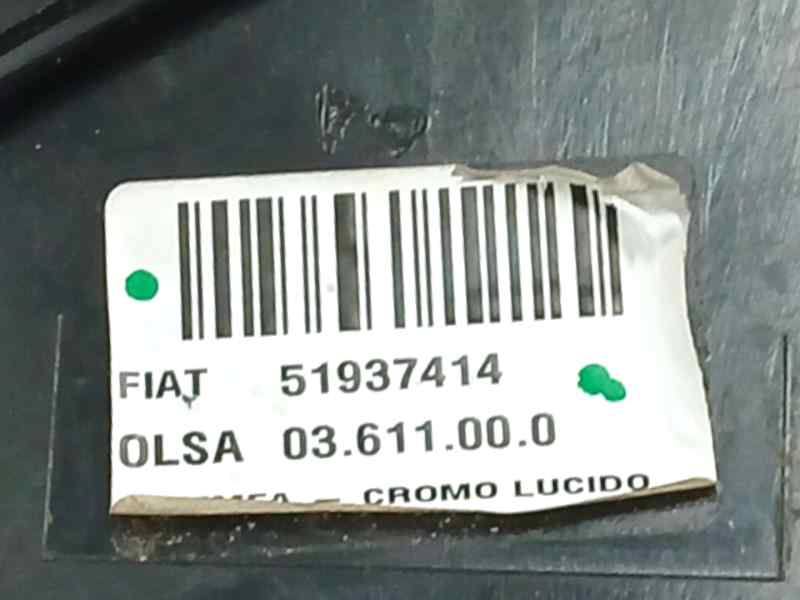 FIAT 51937414
OLSA 03.611.00.0
– CROMO LUCIDO